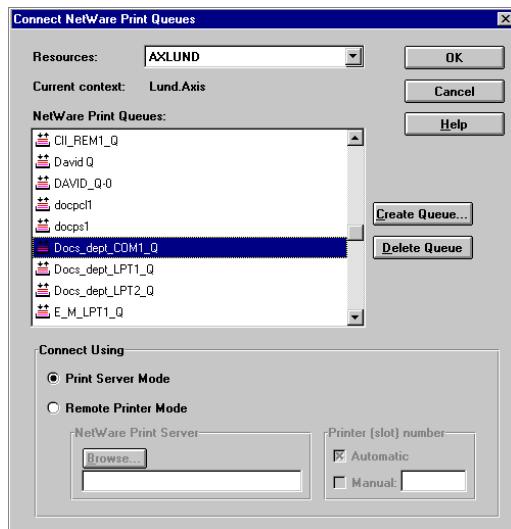 Connect NetWare Print Queues
Resources: AXLUND OK
Current context: Lund.Axis Cancel
NetWare Print Queues: Help
CII_REM1_Q
David Q
DAVID_Q-0
docpcl1
docps1
Docs_dept_COM1_Q
Docs_dept_LPT1_Q
Docs_dept_LPT2_Q
E_M_LPT1_Q
Create Queue...
Delete Queue
Connect Using
Print Server Mode
Remote Printer Mode
NetWare Print Server
Browse...
Printer (slot) number
Automatic
Manual: